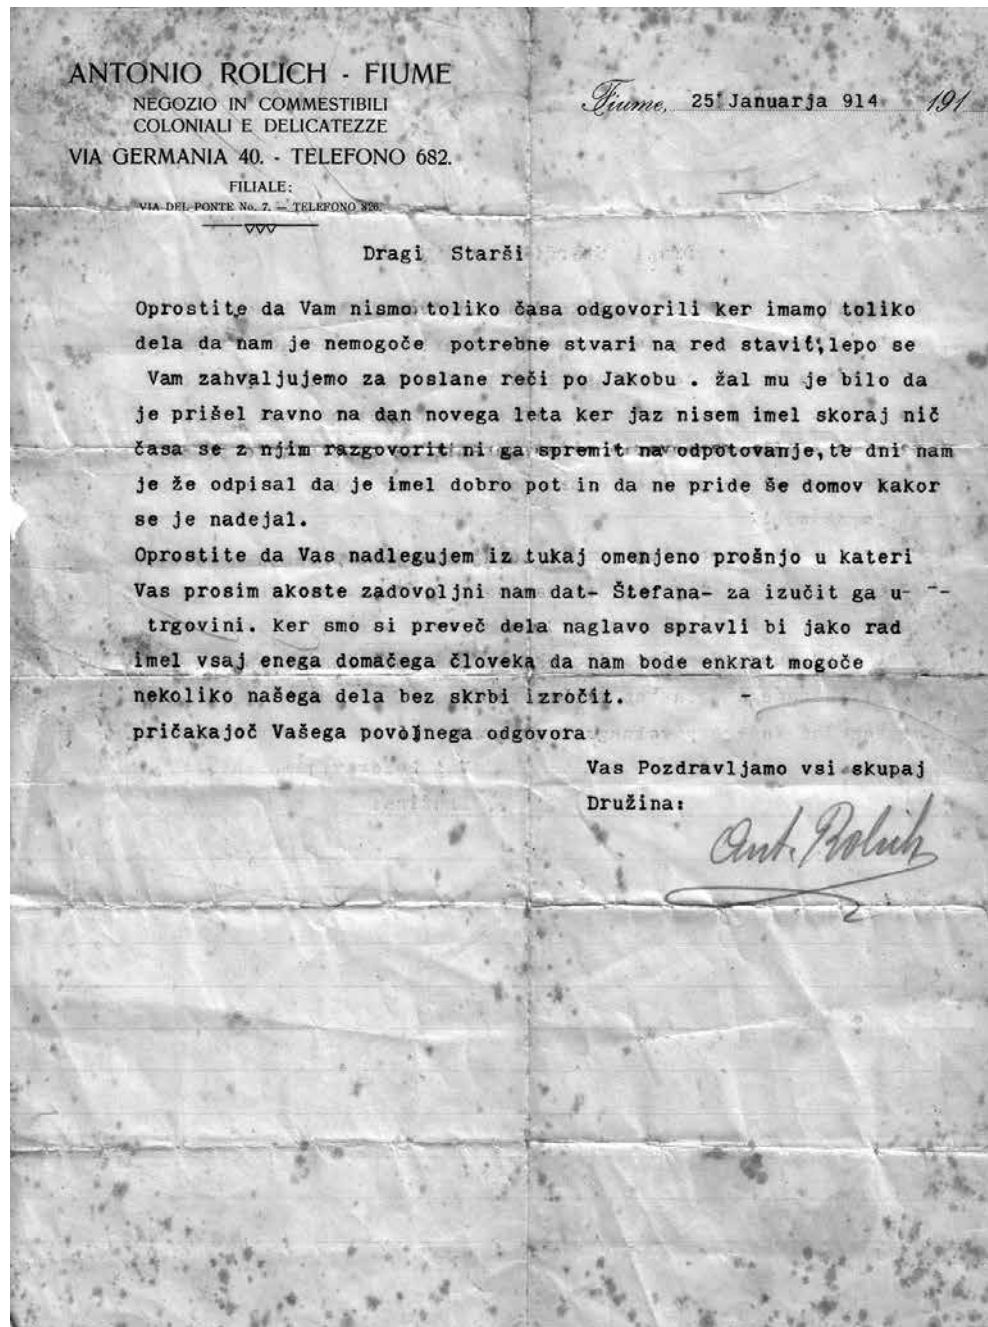 ANTONIO ROLICH - FIUME
NEGOZIO IN COMMESTIBILI
COLONIALI E DELICATEZZE
VIA GERMANIA 40. - TELEFONO 682.
FILIALE:
VIA DEL PONTE No. 7. — TELEFONO 826.
Fiume, 25 Januarja 914 191
Dragi Starši
Oprostite da Vam nismo toliko časa odgovorili ker imamo toliko
dela da nam je nemogoče potrebne stvari na red stavit, lepo se
Vam zahvaljujemo za poslane reči po Jakobu . žal mu je bilo da
je prišel ravno na dan novega leta ker jaz nisem imel skoraj nič
časa se z njim razgovorit ni ga spremit na odpotovanje, te dni nam
je že odpisal da je imel dobro pot in da ne pride še domov kakor
se je nadejal.
Oprostite da Vas nadlegujem iz tukaj omenjeno prošnjo u kateri
Vas prosim akoste zadovoljni nam dat- Štefana- za izučit ga u- --
trgovini. Ker smo si preveč dela naglavo spravli bi jako rad
imel vsaj enega domačega človeka da nam bode enkrat mogoče
nekoliko našega dela bez skrbi izročit. -
pričakajoč Vašega povoljnega odgovora
Vas Pozdravljamo vsi skupaj
Družina:
Ant. Rolich